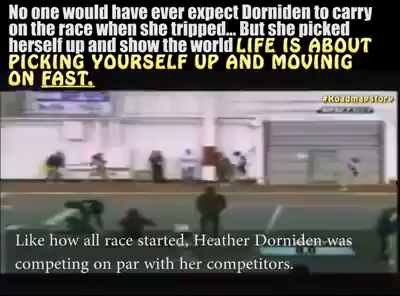 No one would have ever expect Dorniden to carry
on the race when she tripped... But she picked
herself up and show the world LIFE IS ABOUT
PICKING YOURSELF UP AND MOVINIG
ON FAST.
#Roadmapstory
Like how all race started, Heather Dorniden was
competing on par with her competitors.